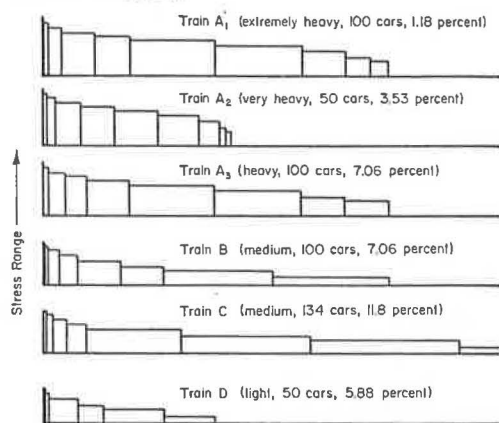 Train A₁ (extremely heavy, 100 cars, 1.18 percent)
Train A₂ (very heavy, 50 cars, 3.53 percent)
Train A₃ (heavy, 100 cars, 7.06 percent)
Train B (medium, 100 cars, 7.06 percent)
Train C (medium, 134 cars, 11.8 percent)
Train D (light, 50 cars, 5.88 percent)
Stress Range